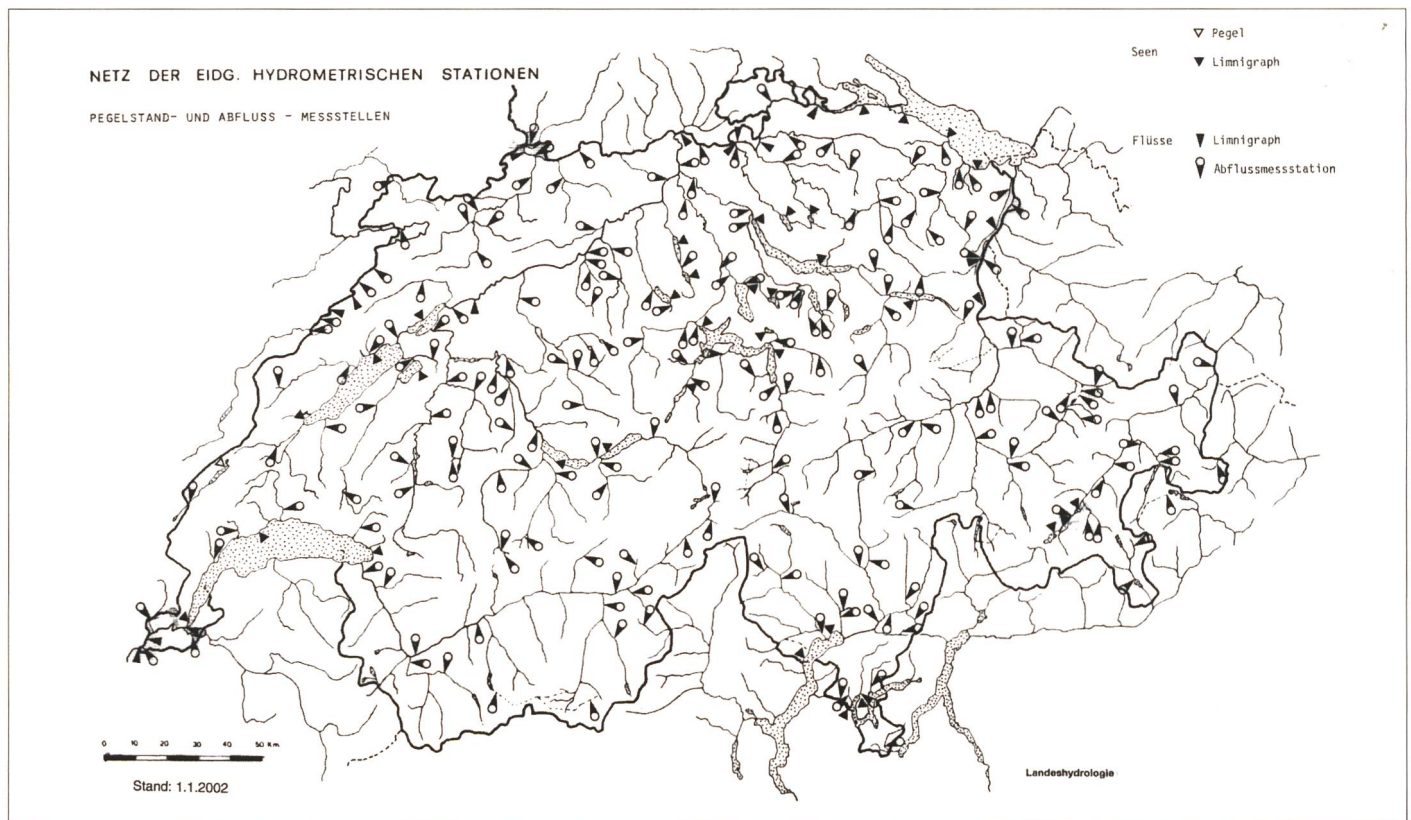 NETZ DER EIDG. HYDROMETRISCHEN STATIONEN
PEGELSTAND- UND ABFLUSS - MESSSTELLEN
Seen
Pegel
Limnigraph
Flüsse
Limnigraph
Abflussmessstation
0 10 20 30 40 50 Km
Stand: 1.1.2002
Landeshydrologie